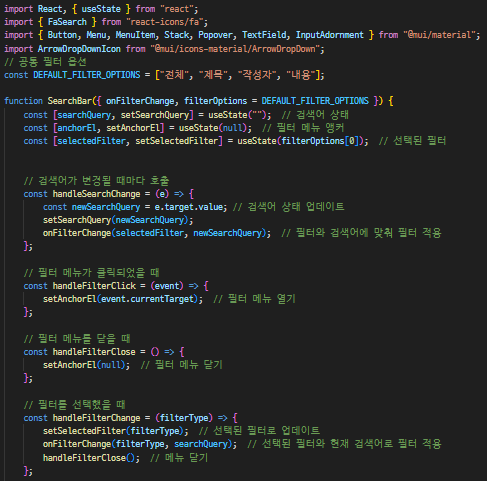 import React, { useState } from "react";
import { FaSearch } from "react-icons/fa";
import { Button, Menu, MenuItem, Stack, Popover, TextField, InputAdornment } from "@mui/material";
import ArrowDropDownIcon from "@mui/icons-material/ArrowDropDown";
// 공통 필터 옵션
const DEFAULT_FILTER_OPTIONS = ["전체", "제목", "작성자", "내용"];
function SearchBar({ onFilterChange, filterOptions = DEFAULT_FILTER_OPTIONS }) {
const [searchQuery, setSearchQuery] = useState(""); // 검색어 상태
const [anchorEl, setAnchorEl] = useState(null); // 필터 메뉴 앵커
const [selectedFilter, setSelectedFilter] = useState(filterOptions[0]); // 선택된 필터
// 검색어가 변경될 때마다 호출
const handleSearchChange = (e) => {
const newSearchQuery = e.target.value; // 검색어 상태 업데이트
setSearchQuery(newSearchQuery);
onFilterChange(selectedFilter, newSearchQuery); // 필터와 검색어에 맞춰 필터 적용
};
// 필터 메뉴가 클릭되었을 때
const handleFilterClick = (event) => {
setAnchorEl(event.currentTarget); // 필터 메뉴 열기
};
// 필터 메뉴를 닫을 때
const handleFilterClose = () => {
setAnchorEl(null); // 필터 메뉴 닫기
};
// 필터를 선택했을 때
const handleFilterChange = (filterType) => {
setSelectedFilter(filterType); // 선택된 필터로 업데이트
onFilterChange(filterType, searchQuery); // 선택된 필터와 현재 검색어로 필터 적용
handleFilterClose(); // 메뉴 닫기
};